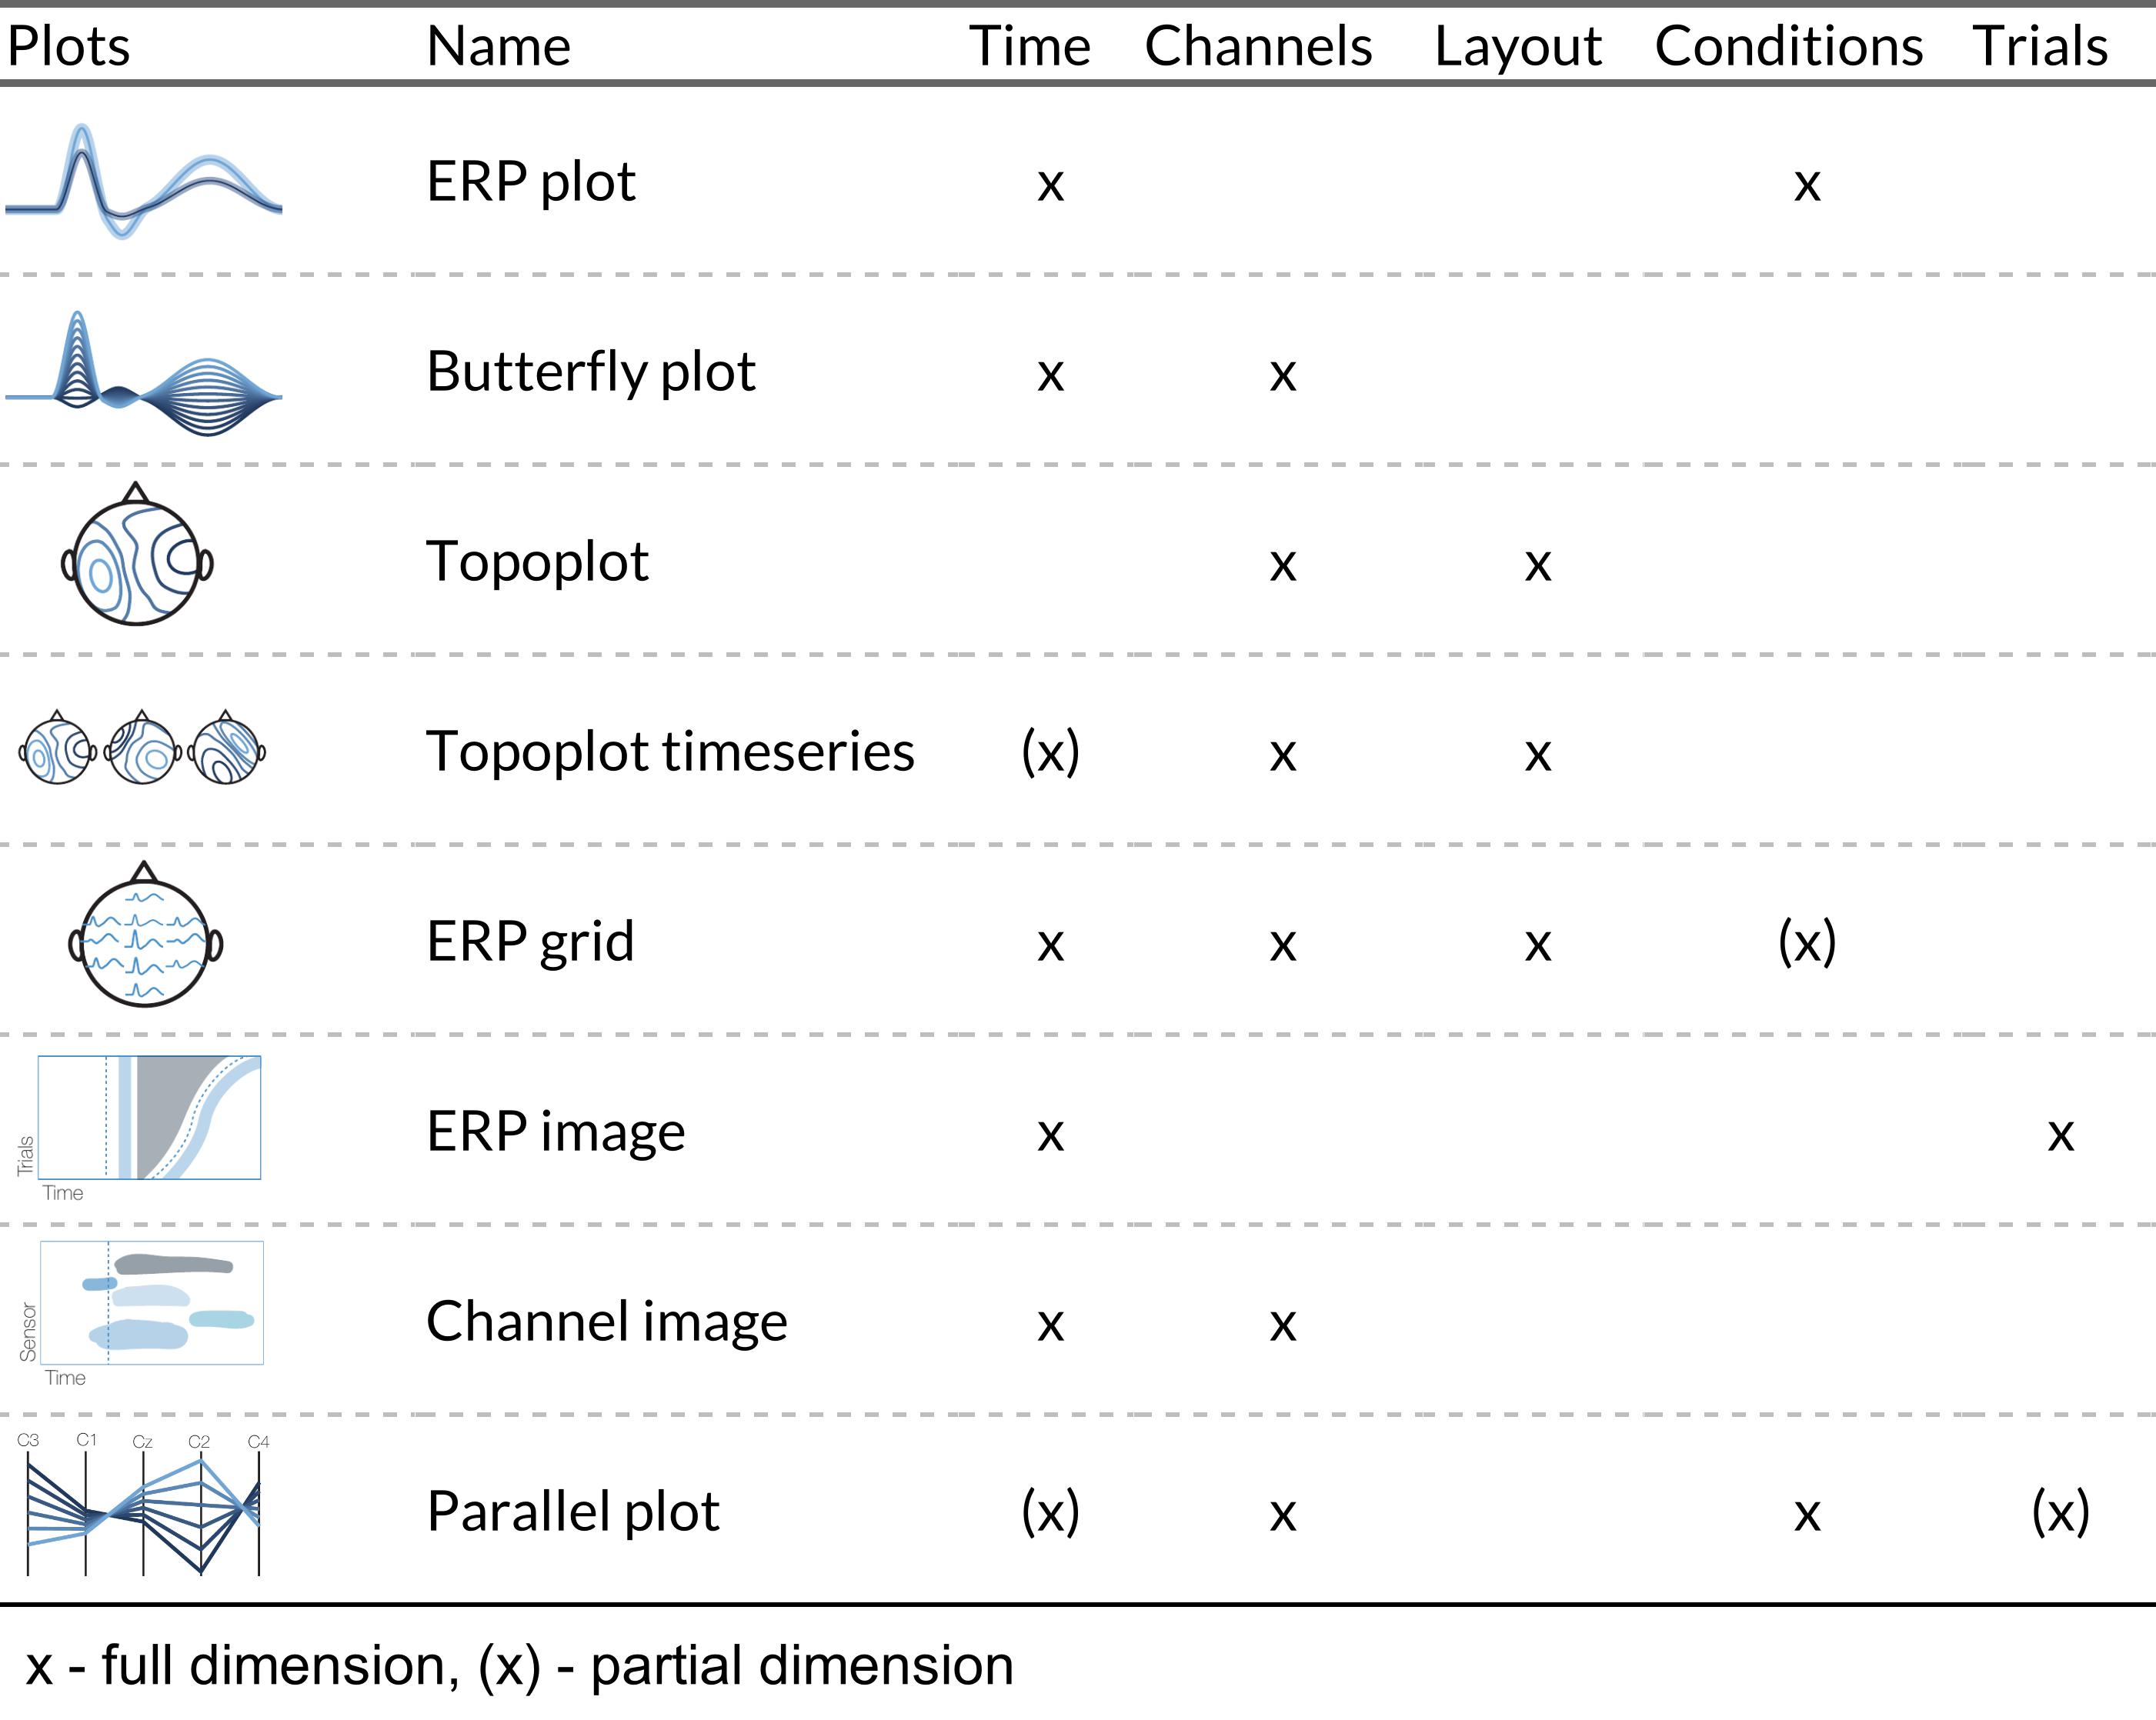 Plots Name Time Channels Layout Conditions Trials
ERP plot x x
Butterfly plot x x
Topoplot x x
Topoplot timeseries (x) x x
ERP grid x x x (x)
Trials
ERP image x x
Time
Sensor
Channel image x x
Time
C3 C1 Cz C2 C4
Parallel plot (x) x x (x)
x - full dimension, (x) - partial dimension